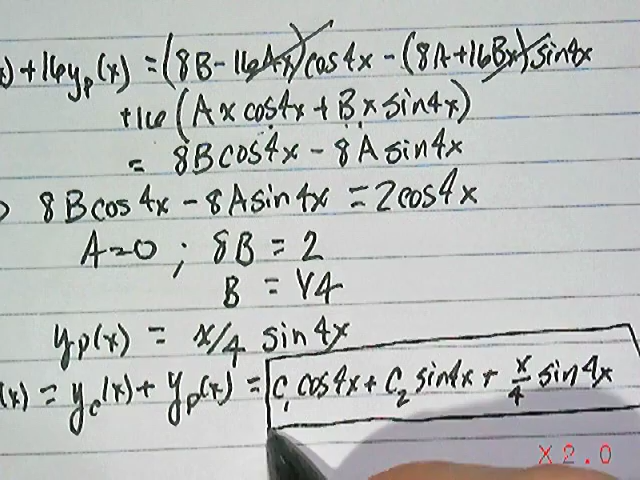 ) + 16y_p(x) = (8B - 16Ax) cos4x - (8A + 16Bx) sin4x
+16 (Ax cos4x + Bx sin4x)
= 8B cos4x - 8A sin4x
8B cos4x - 8A sin4x = 2cos4x
A=0 ; 8B = 2
B = 1/4
y_p(x) = x/4 sin4x
(x) = y_c(x) + y_p(x) = C_1 cos4x + C_2 sin4x + x/4 sin4x
X2.0